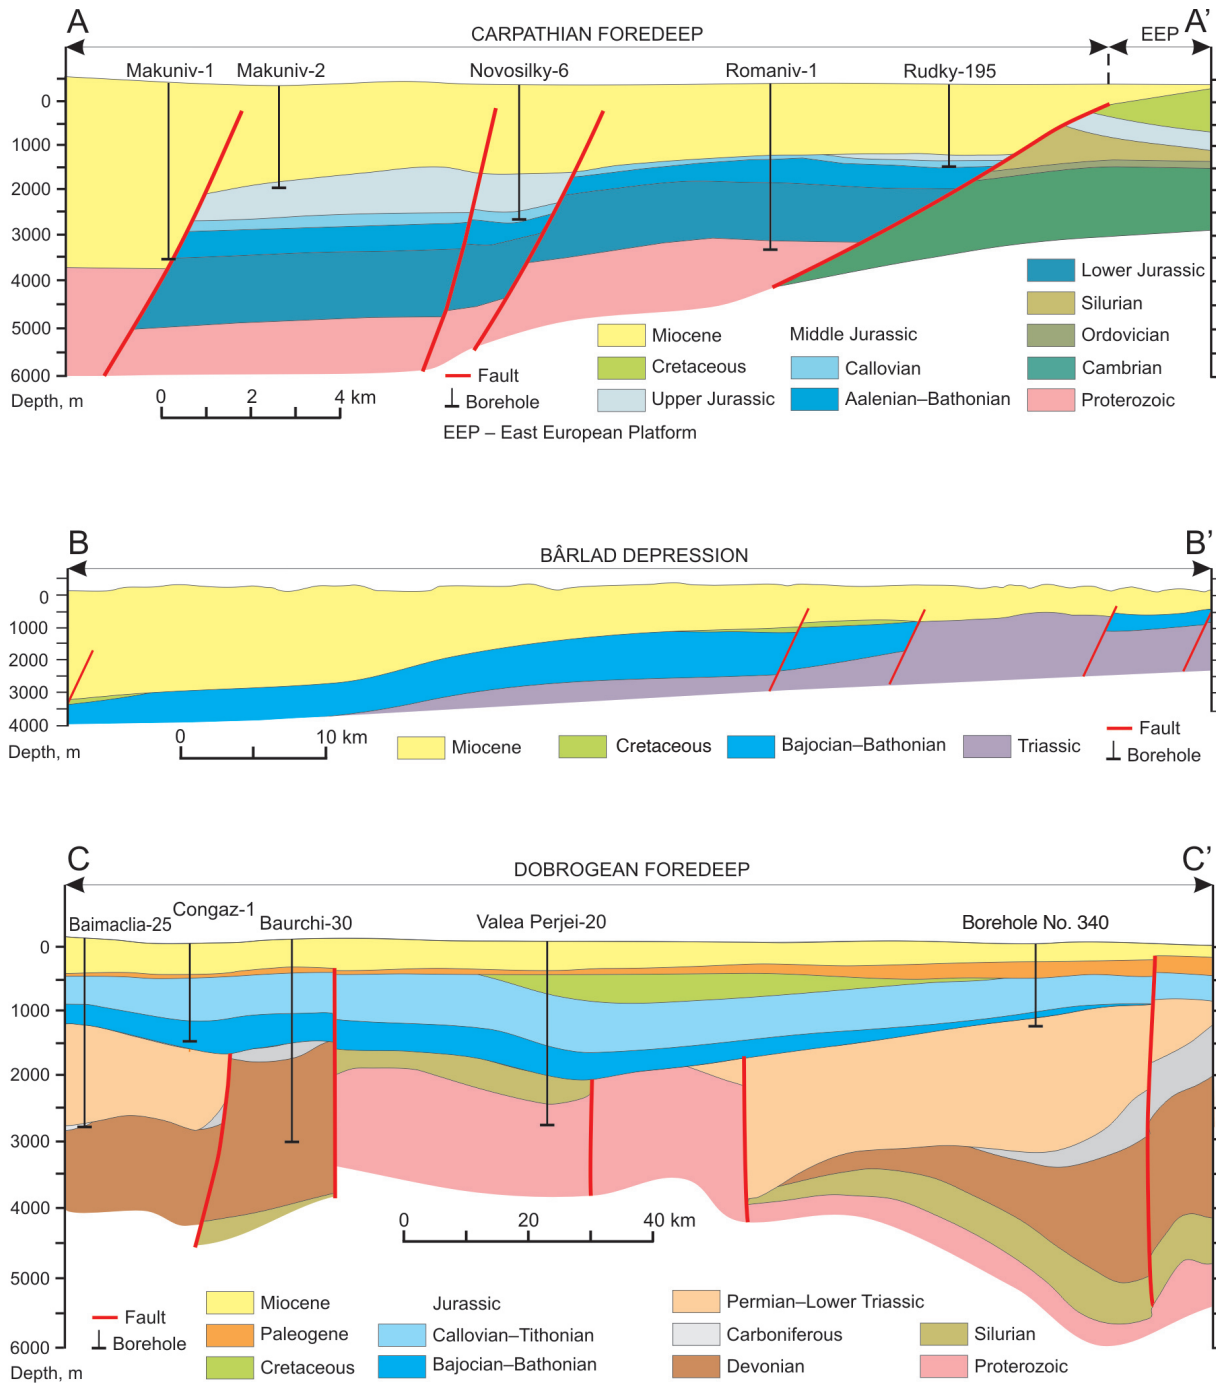 A A'
CARPATHIAN FOREDEEP EEP
Makuniv-1 Makuniv-2 Novosilky-6 Romaniv-1 Rudky-195
0
1000
2000
3000
4000
5000
6000
Depth, m
0 2 4 km
Fault
Borehole
EEP – East European Platform
Miocene
Cretaceous
Upper Jurassic
Middle Jurassic
Callovian
Aalenian–Bathonian
Lower Jurassic
Silurian
Ordovician
Cambrian
Proterozoic
B B'
BÂRLAD DEPRESSION
0
1000
2000
3000
4000
Depth, m
0 10 km
Miocene Cretaceous Bajocian–Bathonian Triassic
Fault
Borehole
C C'
DOBROGEAN FOREDEEP
Baimaclia-25 Congaz-1 Baurchi-30 Valea Perjei-20 Borehole No. 340
0
1000
2000
3000
4000
5000
6000
Depth, m
0 20 40 km
Fault
Borehole
Miocene
Paleogene
Cretaceous
Jurassic
Callovian–Tithonian
Bajocian–Bathonian
Permian–Lower Triassic
Carboniferous
Devonian
Silurian
Proterozoic